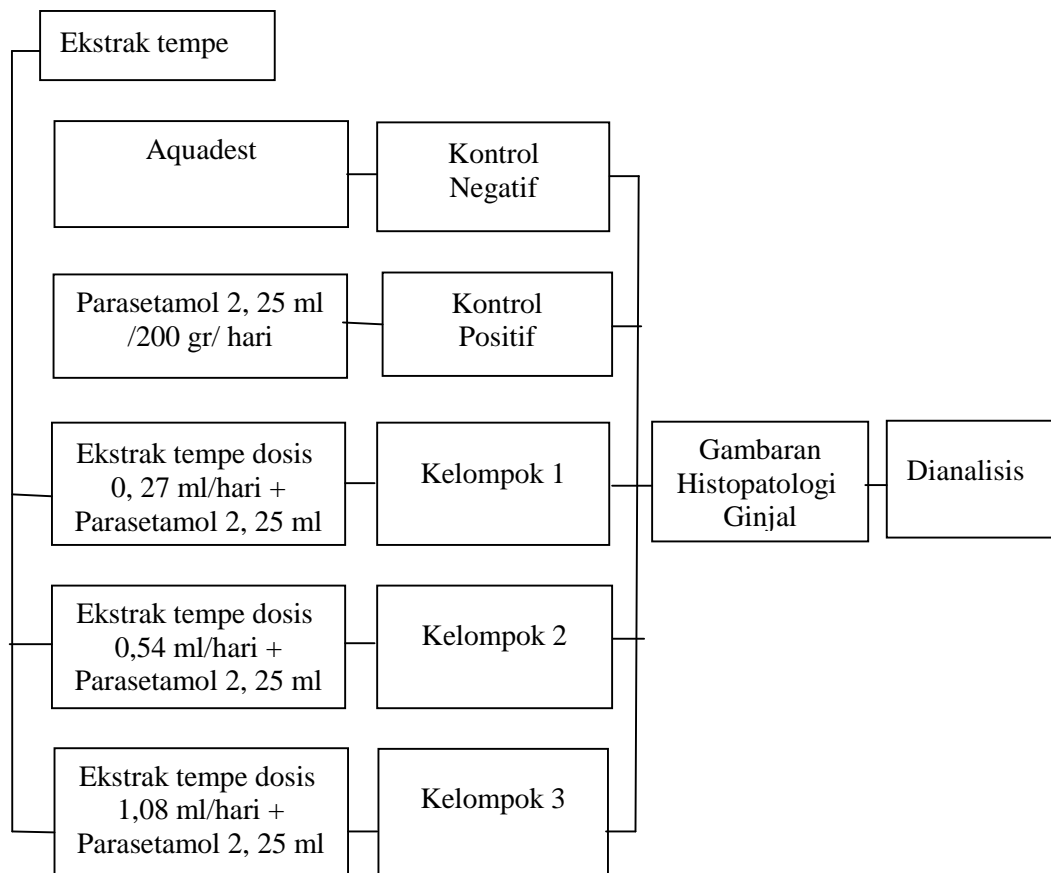 Ekstrak tempe
Aquadest
Kontrol
Negatif
Parasetamol 2, 25 ml
/200 gr/ hari
Kontrol
Positif
Ekstrak tempe dosis
0, 27 ml/hari +
Parasetamol 2, 25 ml
Kelompok 1
Gambaran
Histopatologi
Ginjal
Dianalisis
Ekstrak tempe dosis
0,54 ml/hari +
Parasetamol 2, 25 ml
Kelompok 2
Ekstrak tempe dosis
1,08 ml/hari +
Parasetamol 2, 25 ml
Kelompok 3